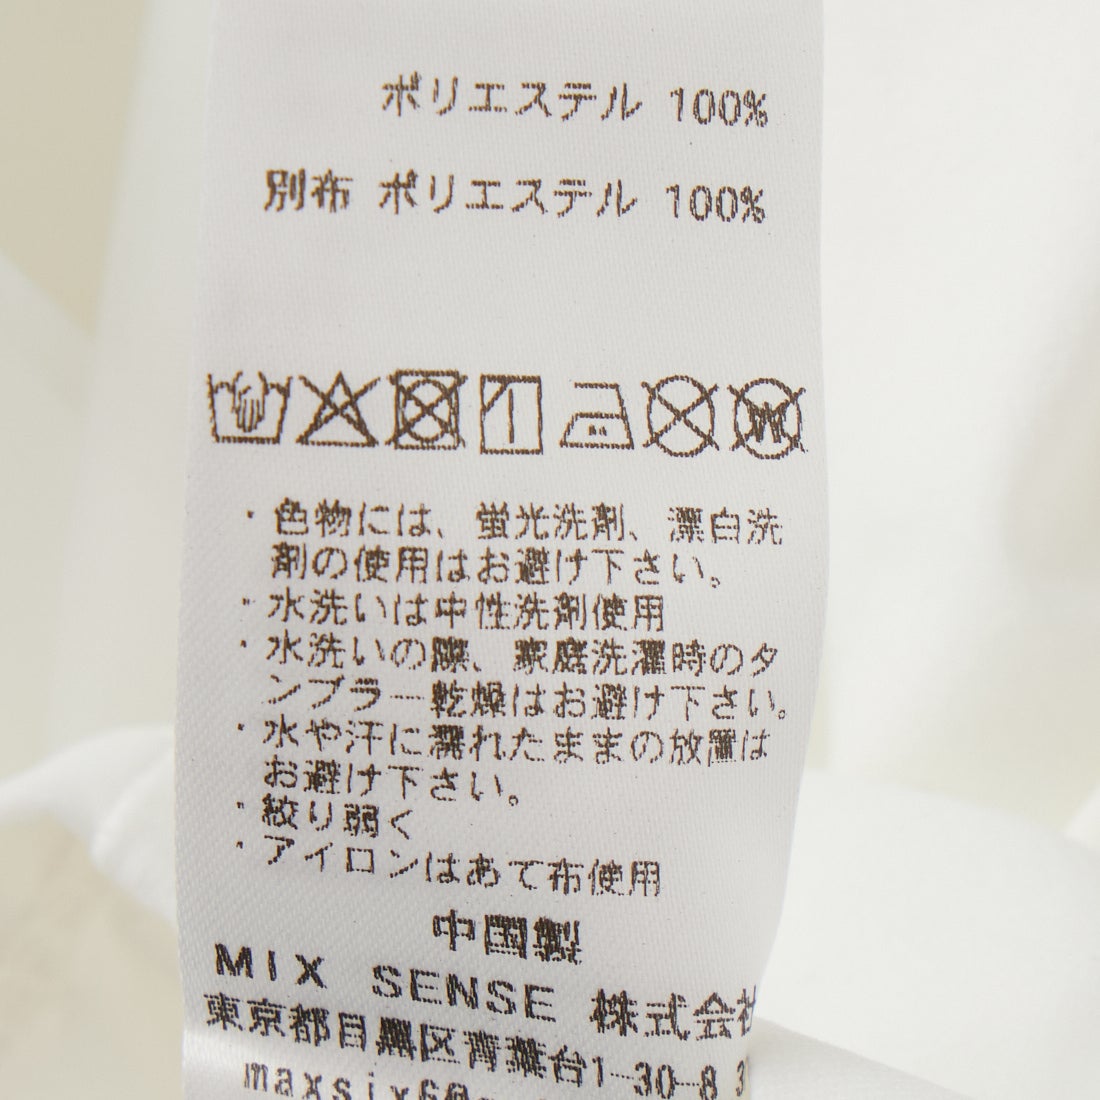 ポリエステル 100%
別布 ポリエステル 100%
・色物には、蛍光洗剤、漂白洗
剤の使用はお避け下さい。
・水洗いは中性洗剤使用
・水洗いの際、家庭洗濯時のタ
ンブラー乾燥はお避け下さい。
・水や汗に濡れたままの放置は
お避け下さい。
・絞り弱く
・アイロンはあて布使用
中国製
MIX SENSE 株式会社
東京都目黒区青葉台1-30-8 3
maxsix60